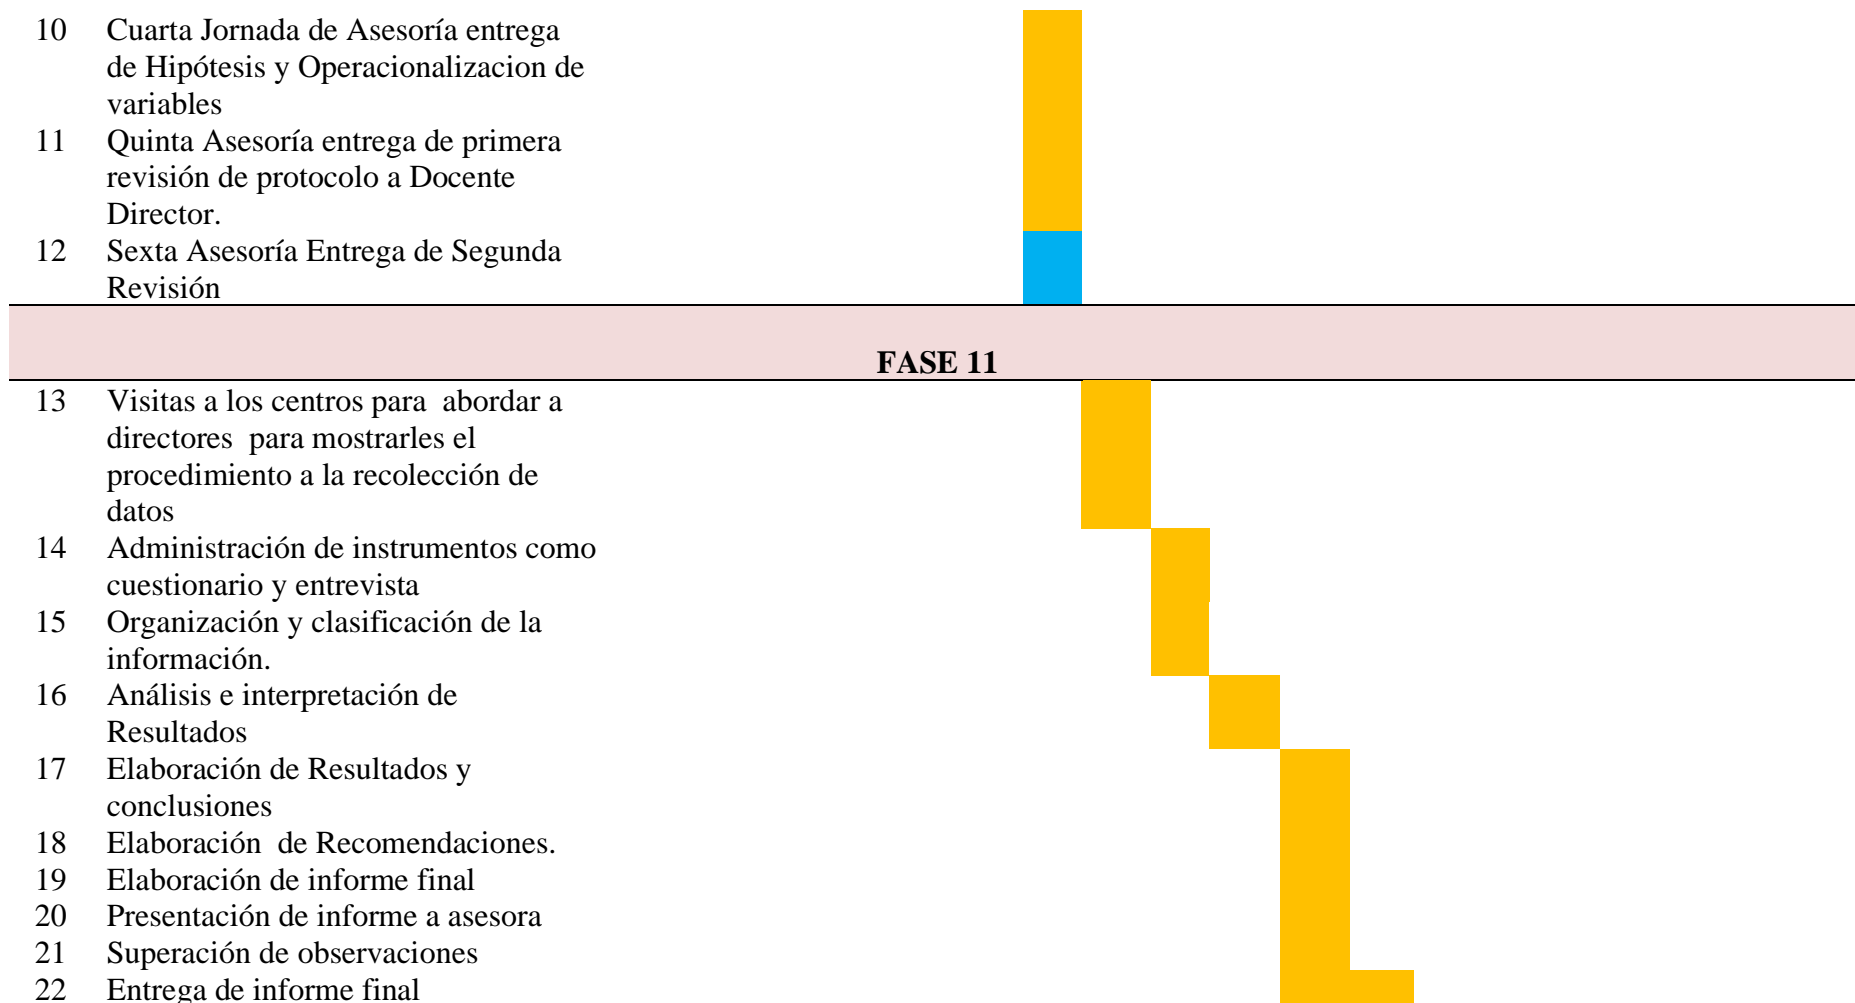 10 Cuarta Jornada de Asesoría entrega
de Hipótesis y Operacionalizacion de
variables
11 Quinta Asesoría entrega de primera
revisión de protocolo a Docente
Director.
12 Sexta Asesoría Entrega de Segunda
Revisión
FASE 11
13 Visitas a los centros para abordar a
directores para mostrarles el
procedimiento a la recolección de
datos
14 Administración de instrumentos como
cuestionario y entrevista
15 Organización y clasificación de la
información.
16 Análisis e interpretación de
Resultados
17 Elaboración de Resultados y
conclusiones
18 Elaboración de Recomendaciones.
19 Elaboración de informe final
20 Presentación de informe a asesora
21 Superación de observaciones
22 Entrega de informe final